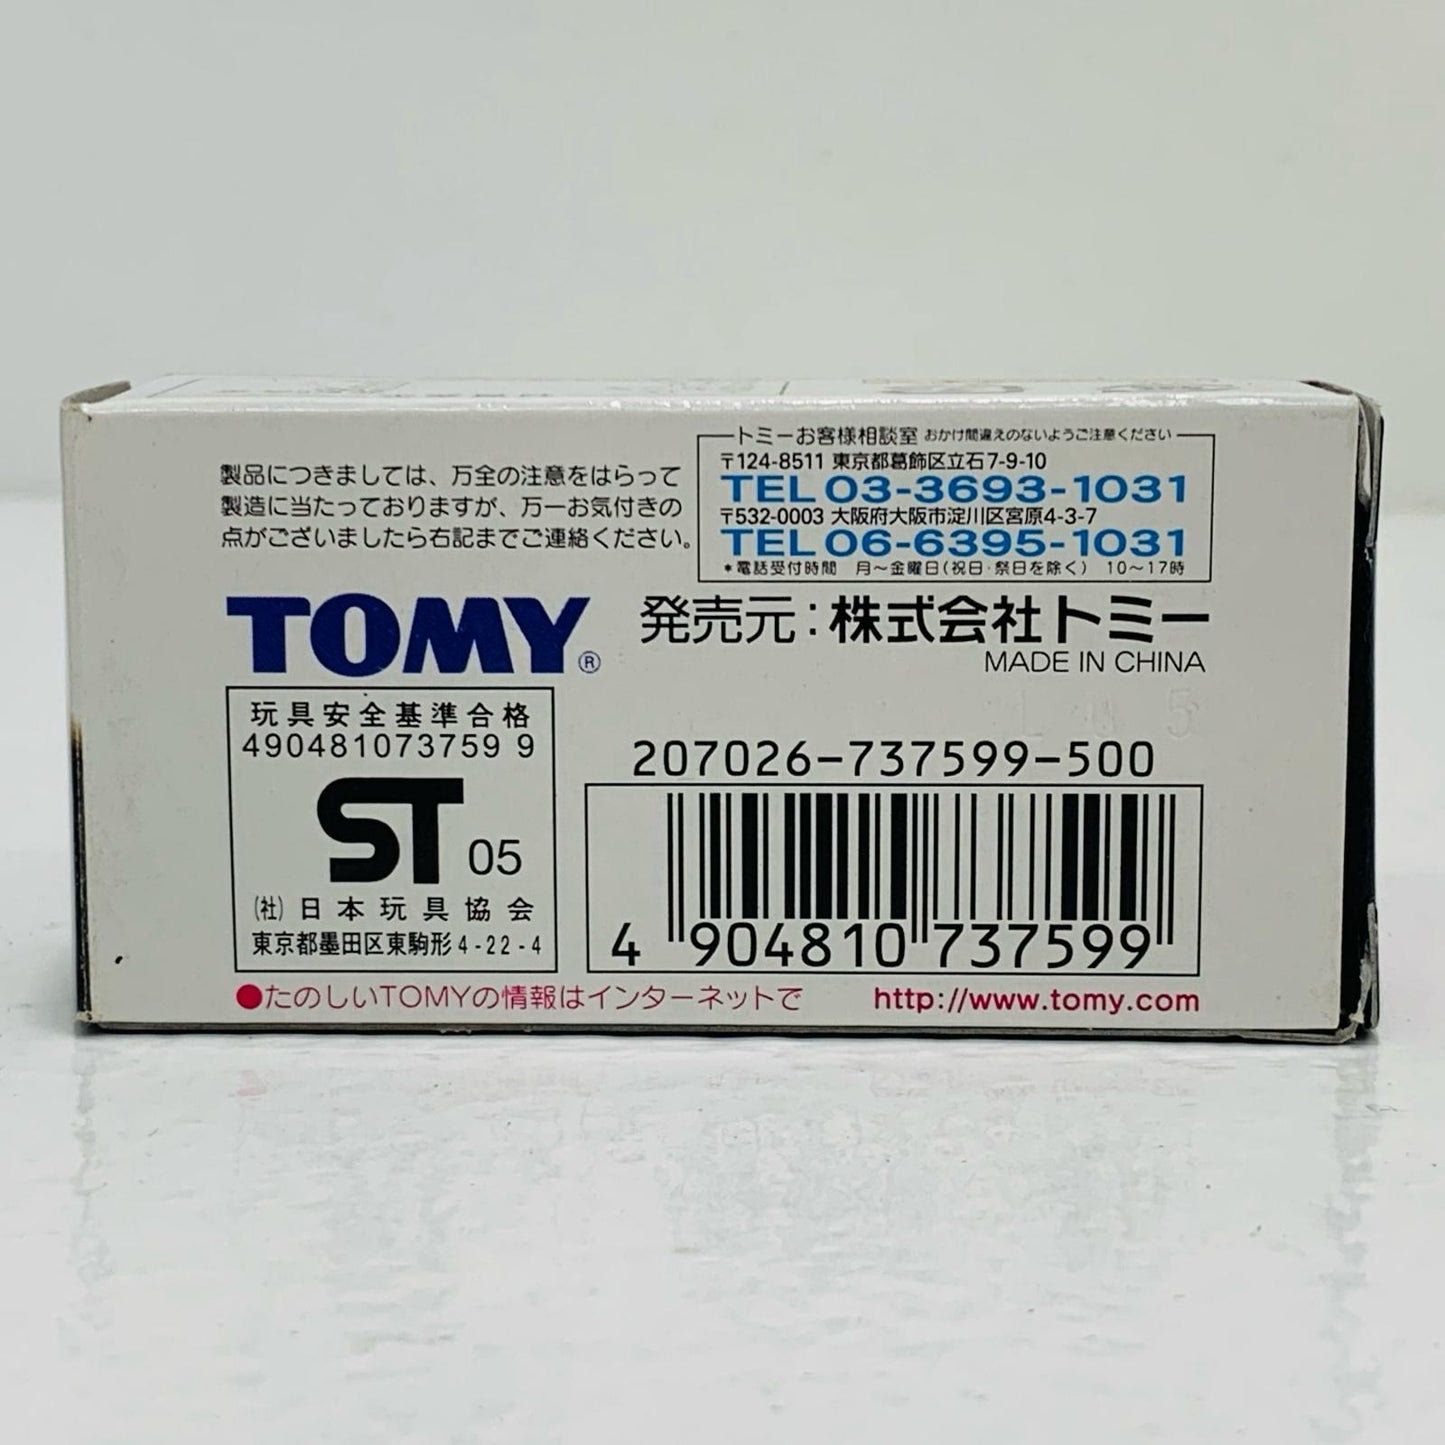 製品につきましては、万全の注意をはらって
製造に当たっておりますが、万一お気付きの
点がございましたら右記までご連絡ください。
トミーお客様相談室 おかけ間違えのないようご注意ください
〒124-8511 東京都葛飾区立石7-9-10
TEL 03-3693-1031
〒532-0003 大阪府大阪市淀川区宮原4-3-7
TEL 06-6395-1031
*電話受付時間 月～金曜日(祝日・祭日を除く) 10～17時
TOMY®
発売元：株式会社トミー
MADE IN CHINA
玩具安全基準合格
490481073759 9
ST 05
(社)日本玩具協会
東京都墨田区東駒形4-22-4
207026-737599-500
4 904810 737599
●たのしいTOMYの情報はインターネットで http://www.tomy.com